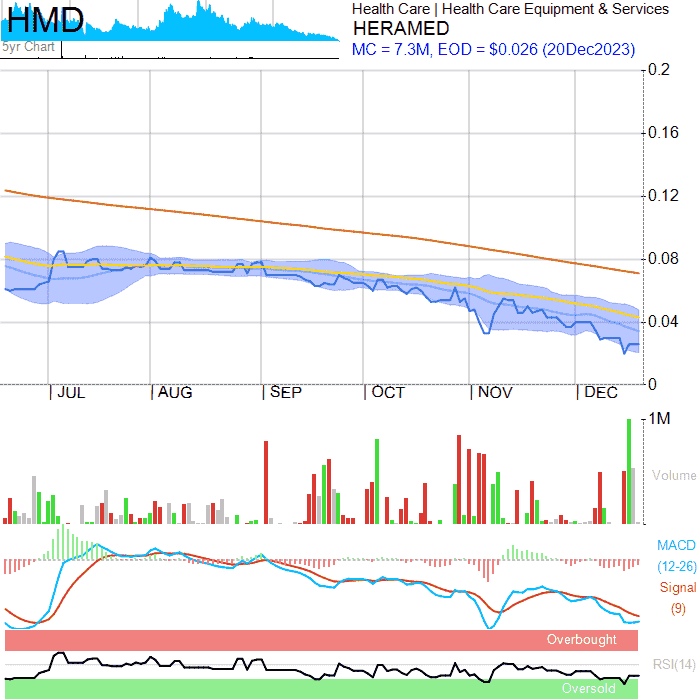 HMD
5yr Chart
Health Care | Health Care Equipment & Services
HERAMED
MC = 7.3M, EOD = $0.026 (20Dec2023)
0.2
0.16
0.12
0.08
0.04
0
| JUL | AUG | SEP | OCT | NOV | DEC
1M
Volume
MACD
(12-26)
Signal
(9)
Overbought
RSI(14)
Oversold